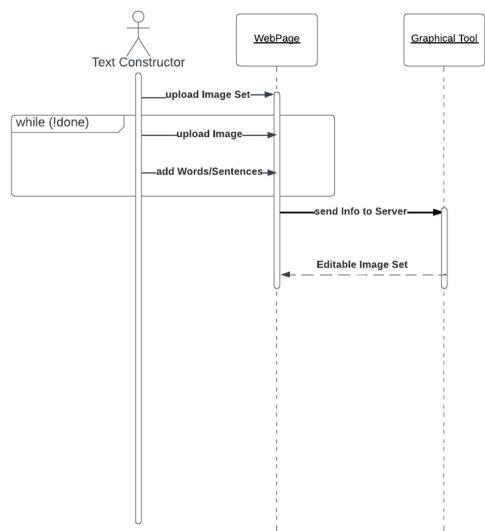 WebPage
Graphical Tool
Text Constructor
upload Image Set
while (!done)
upload Image
add Words/Sentences
send Info to Server
Editable Image Set